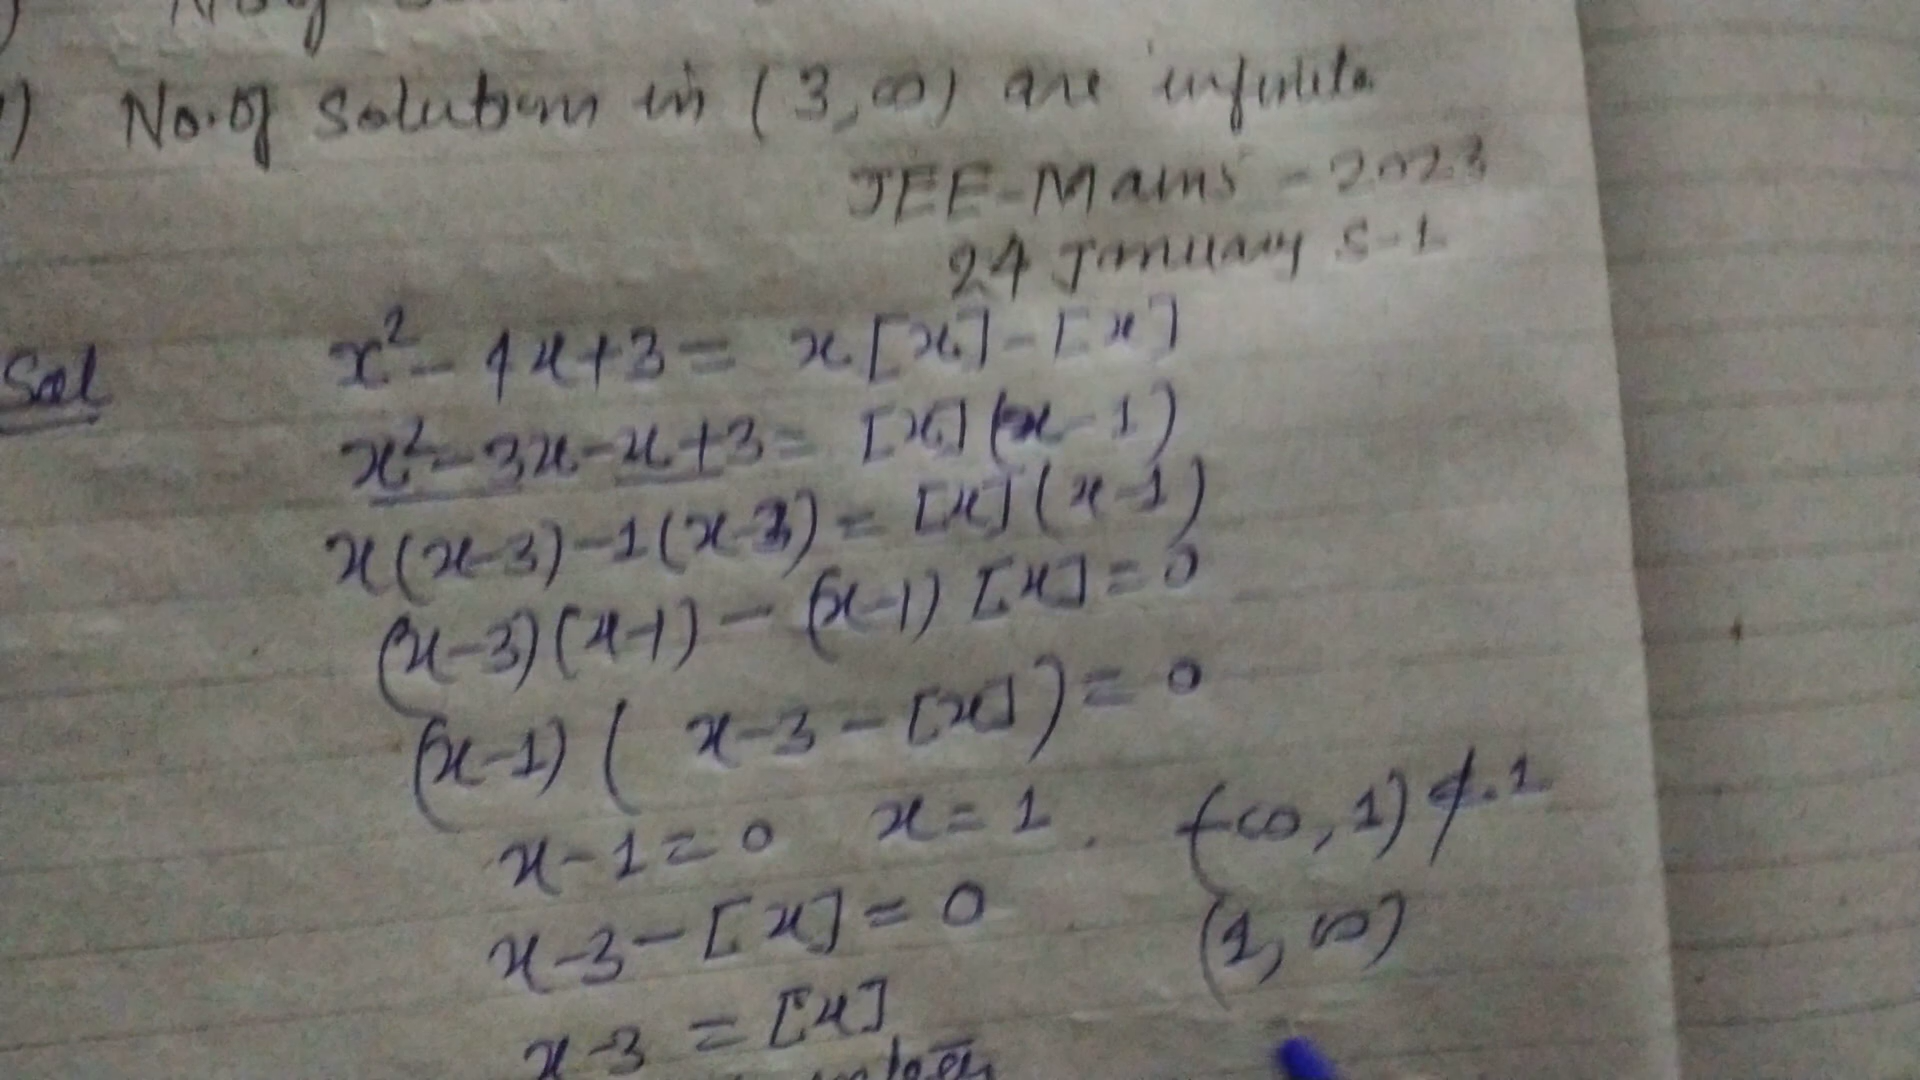 No. of
) No. of Solutions in (3,∞) are infinite
JEE-Mains - 2023
24 January S-1
Sol x² - 4x+3 = x[x]-[x]
x²-3x-x+3 = [x](x-1)
x(x-3)-1(x-3) = [x](x-1)
(x-3)(x-1) - (x-1) [x] = 0
(x-1) ( x-3-[x]) = 0
x-1=0 x=1. (-∞,1) ∉.1
x-3-[x] = 0 (1,∞)
x-3 = [x]